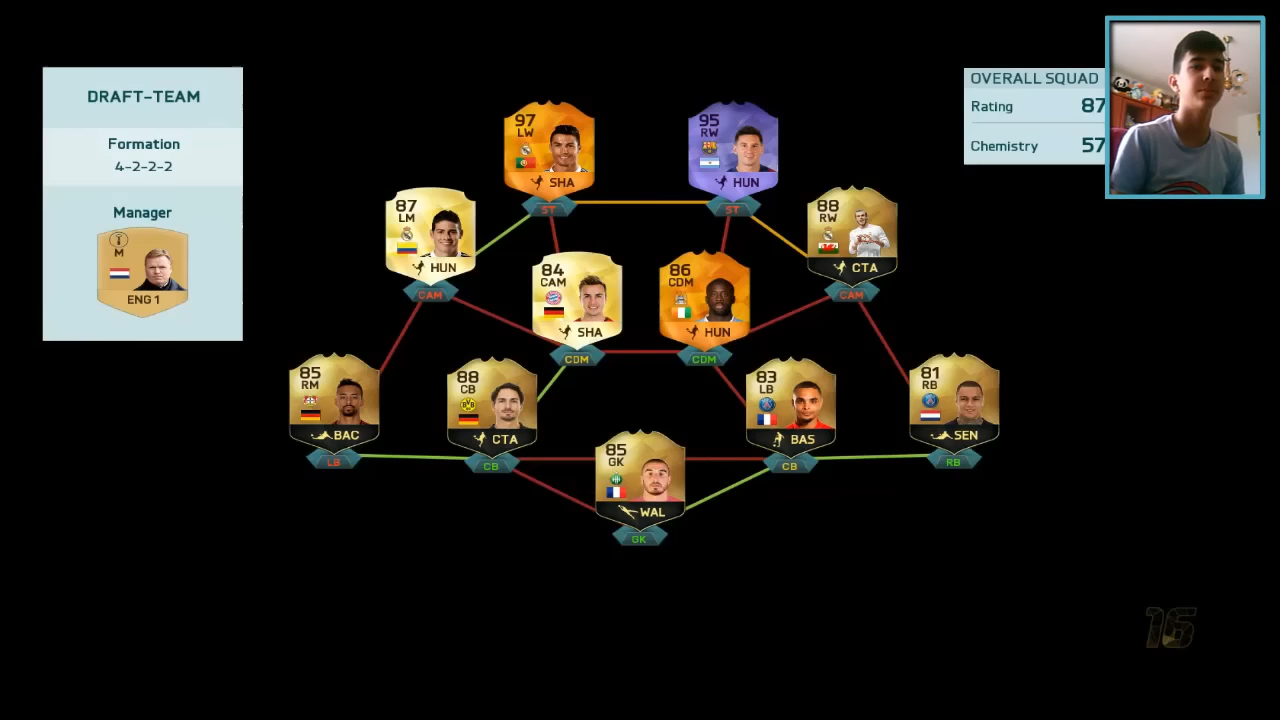 DRAFT-TEAM
Formation
4-2-2-2
Manager
M
ENG 1
OVERALL SQUAD
Rating 87
Chemistry 57
97
LW
SHA
ST
95
RW
HUN
ST
87
LM
HUN
CAM
88
RW
CTA
CAM
84
CAM
SHA
CDM
86
CDM
HUN
CDM
85
RM
BAC
LB
88
CB
CTA
CB
83
LB
BAS
CB
81
RB
SEN
RB
85
GK
WAL
GK
16